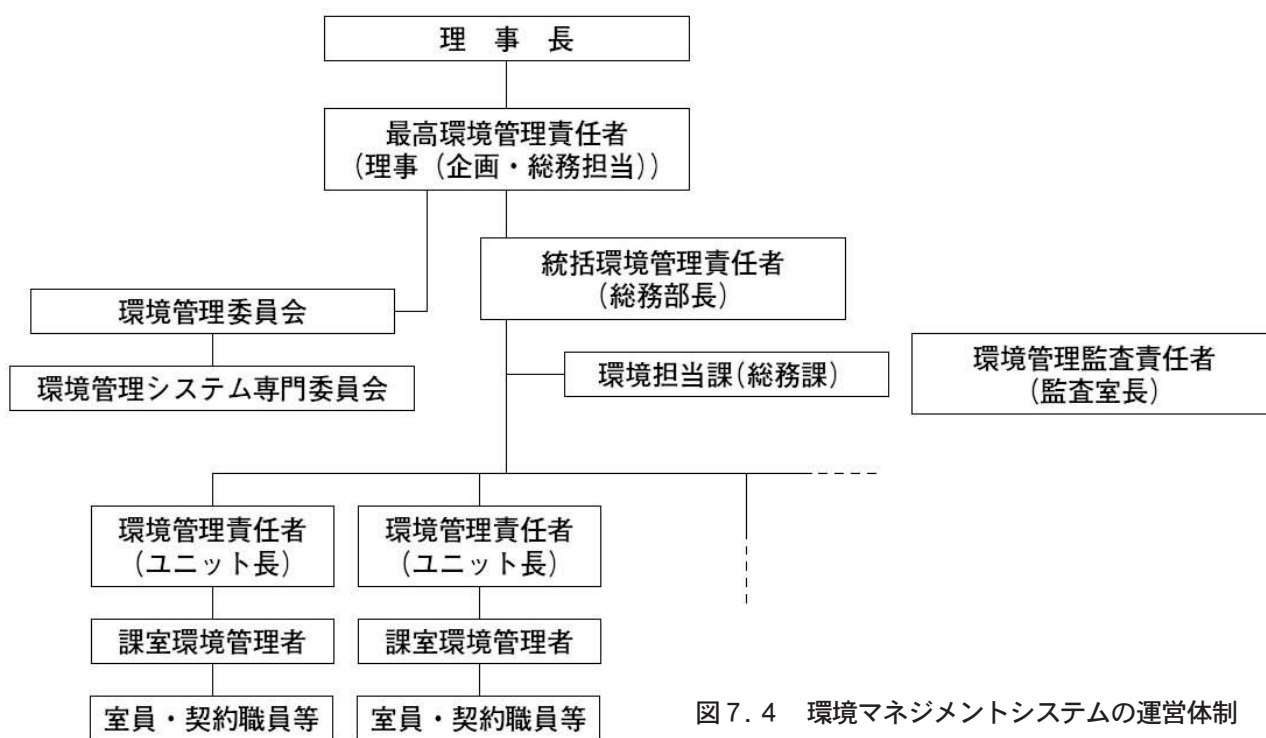 理 事 長
最高環境管理責任者
(理事（企画・総務担当）)
統括環境管理責任者
(総務部長)
環境管理委員会
環境管理システム専門委員会
環境担当課(総務課)
環境管理監査責任者
(監査室長)
環境管理責任者
(ユニット長)
環境管理責任者
(ユニット長)
課室環境管理者
課室環境管理者
室員・契約職員等
室員・契約職員等
図7.4 環境マネジメントシステムの運営体制